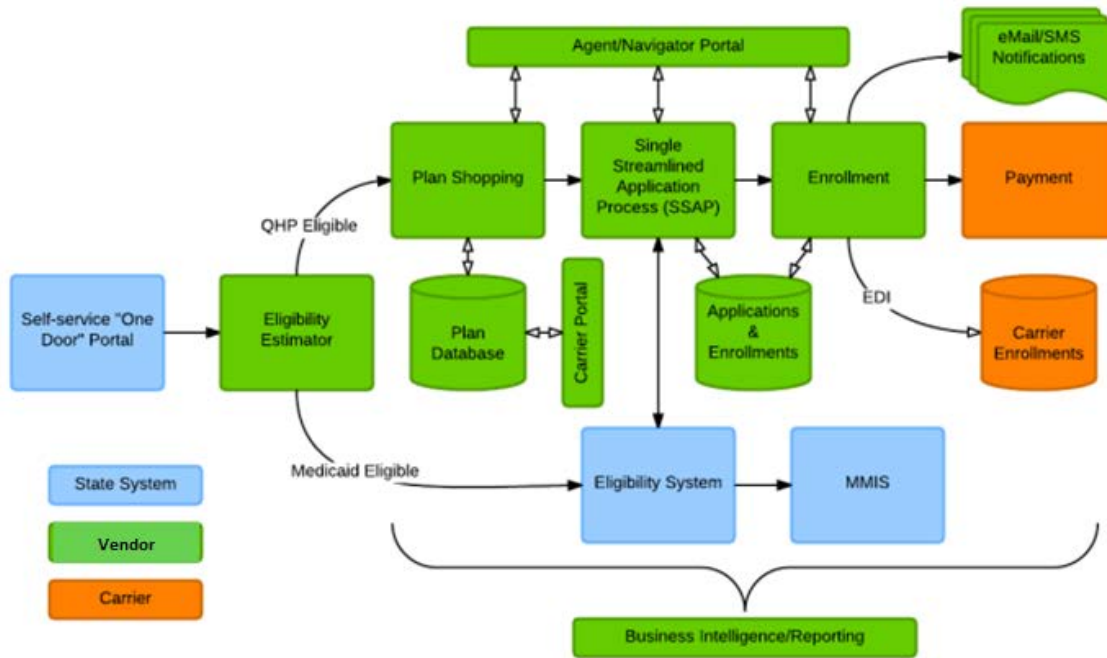 Agent/Navigator Portal
eMail/SMS
Notifications
Plan Shopping
Single
Streamlined
Application
Process (SSAP)
Enrollment
Payment
QHP Eligible
Self-service "One
Door" Portal
Eligibility
Estimator
Plan
Database
Carrier Portal
Applications
&
Enrollments
EDI
Carrier
Enrollments
Medicaid Eligible
Eligibility System
MMIS
State System
Vendor
Carrier
Business Intelligence/Reporting